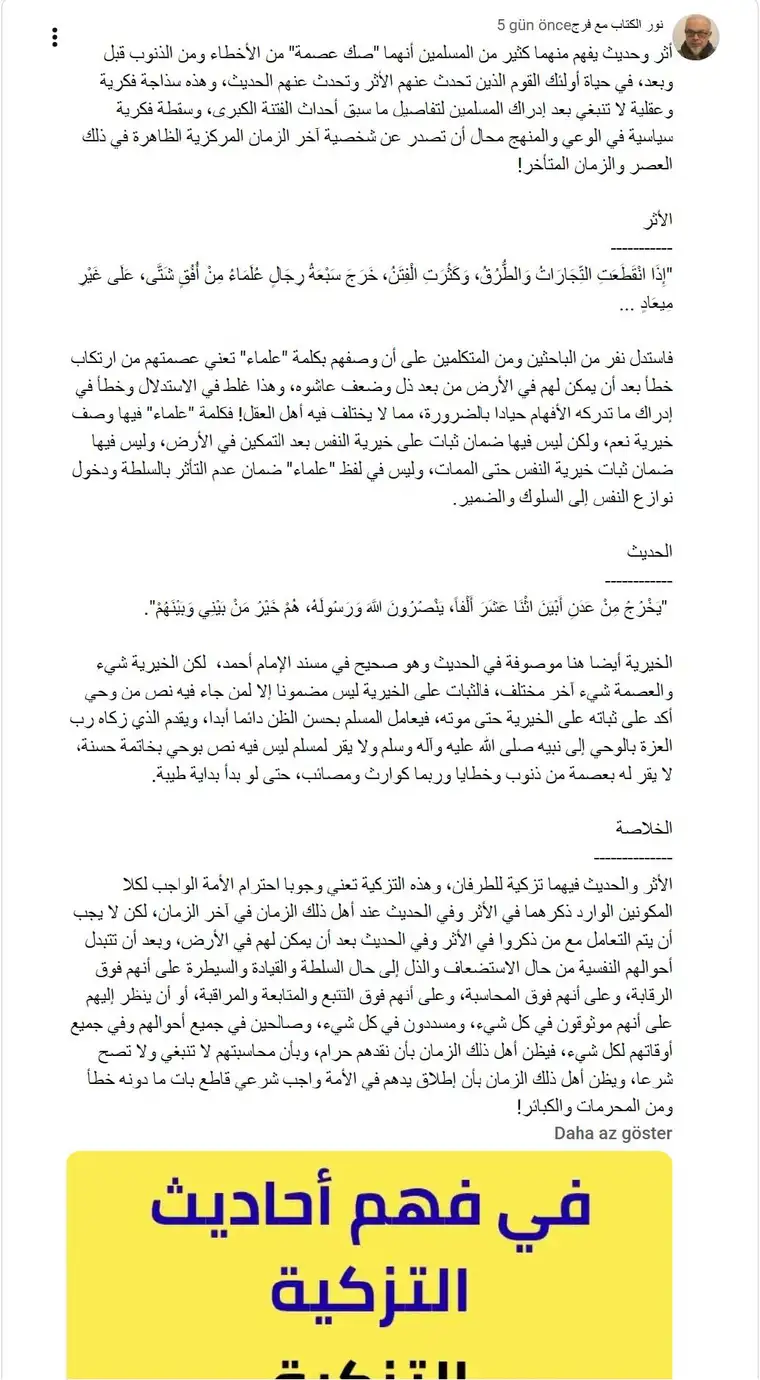 نور الكتاب مع فرج5 gün önce
أثر وحديث يفهم منهما كثير من المسلمين أنهما "صك عصمة" من الأخطاء ومن الذنوب قبل
وبعد، في حياة أولئك القوم الذين تحدث عنهم الأثر وتحدث عنهم الحديث، وهذه سذاجة فكرية
وعقلية لا تنبغي بعد إدراك المسلمين لتفاصيل ما سبق أحداث الفتنة الكبرى، وسقطة فكرية
سياسية في الوعي والمنهج محال أن تصدر عن شخصية آخر الزمان المركزية الظاهرة في ذلك
العصر والزمان المتأخر!
الأثر
-----------
"إِذَا انْقَطَعَتِ التِّجَارَاتُ وَالطُّرُقُ، وَكَثُرَتِ الْفِتَنُ، خَرَجَ سَبْعَةُ رِجَالٍ عُلَمَاءُ مِنْ أُفُقٍ شَتَّى، عَلَى غَيْرِ
مِيعَادٍ ...
فاستدل نفر من الباحثين ومن المتكلمين على أن وصفهم بكلمة "علماء" تعني عصمتهم من ارتكاب
خطأ بعد أن يمكن لهم في الأرض من بعد ذل وضعف عاشوه، وهذا غلط في الاستدلال وخطأ في
إدراك ما تدركه الأفهام حيادا بالضرورة، مما لا يختلف فيه أهل العقل! فكلمة "علماء" فيها وصف
خيرية نعم، ولكن ليس فيها ضمان ثبات على خيرية النفس بعد التمكين في الأرض، وليس فيها
ضمان ثبات خيرية النفس حتى الممات، وليس في لفظ "علماء" ضمان عدم التأثر بالسلطة ودخول
نوازع النفس إلى السلوك والضمير.
الحديث
------------
"يَخْرُجُ مِنْ عَدَنِ أَبْيَنَ اثْنَا عَشَرَ أَلْفاً، يَنْصُرُونَ اللهَ وَرَسُولَهُ، هُمْ خَيْرُ مَنْ بَيْنِي وَبَيْنَهُمْ".
الخيرية أيضا هنا موصوفة في الحديث وهو صحيح في مسند الإمام أحمد، لكن الخيرية شيء
والعصمة شيء آخر مختلف، فالثبات على الخيرية ليس مضمونا إلا لمن جاء فيه نص من وحي
أكد على ثباته على الخيرية حتى موته، فيعامل المسلم بحسن الظن دائما أبدا، ويقدم الذي زكاه رب
العزة بالوحي إلى نبيه صلى الله عليه وآله وسلم ولا يقر لمسلم ليس فيه نص بوحي بخاتمة حسنة،
لا يقر له بعصمة من ذنوب وخطايا وربما كوارث ومصائب، حتى لو بدأ بداية طيبة.
الخلاصة
--------------
الأثر والحديث فيهما تزكية للطرفان، وهذه التزكية تعني وجوبا احترام الأمة الواجب لكلا
المكونين الوارد ذكرهما في الأثر وفي الحديث عند أهل ذلك الزمان في آخر الزمان، لكن لا يجب
أن يتم التعامل مع من ذكروا في الأثر وفي الحديث بعد أن يمكن لهم في الأرض، وبعد أن تتبدل
أحوالهم النفسية من حال الاستضعاف والذل إلى حال السلطة والقيادة والسيطرة على أنهم فوق
الرقابة، وعلى أنهم فوق المحاسبة، وعلى أنهم فوق التتبع والمتابعة والمراقبة، أو أن ينظر إليهم
على أنهم موثوقون في كل شيء، ومسددون في كل شيء، وصالحين في جميع أحوالهم وفي جميع
أوقاتهم لكل شيء، فيظن أهل ذلك الزمان بأن نقدهم حرام، وبأن محاسبتهم لا تنبغي ولا تصح
شرعا، ويظن أهل ذلك الزمان بأن إطلاق يدهم في الأمة واجب شرعي قاطع بات ما دونه خطأ
ومن المحرمات والكبائر!
Daha az göster
في فهم أحاديث
التزكية
التزكية